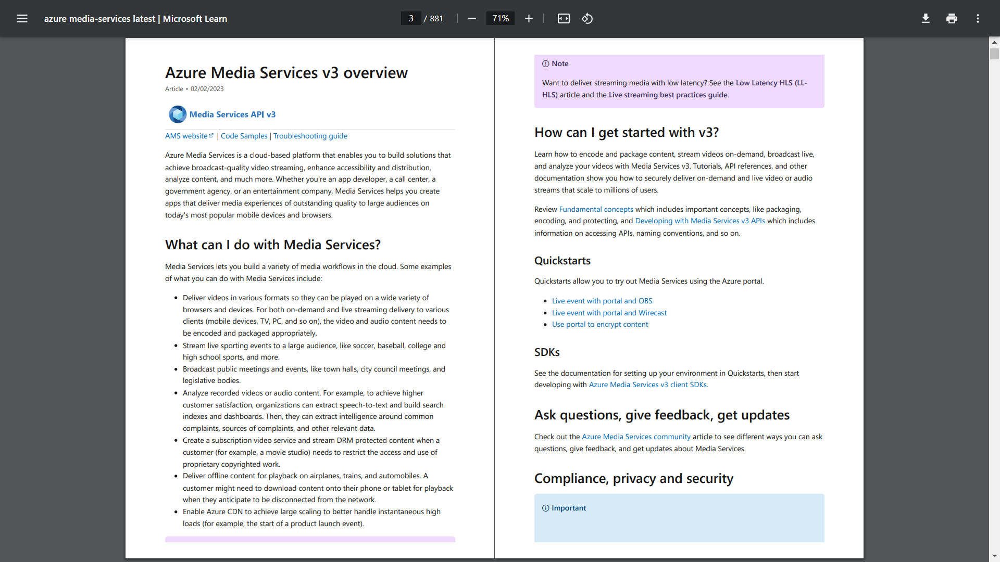 azure media-services latest | Microsoft Learn
3 / 881
71%
Azure Media Services v3 overview
Article • 02/02/2023
Media Services API v3
AMS website | Code Samples | Troubleshooting guide
Azure Media Services is a cloud-based platform that enables you to build solutions that
achieve broadcast-quality video streaming, enhance accessibility and distribution,
analyze content, and much more. Whether you're an app developer, a call center, a
government agency, or an entertainment company, Media Services helps you create
apps that deliver media experiences of outstanding quality to large audiences on
today's most popular mobile devices and browsers.
What can I do with Media Services?
Media Services lets you build a variety of media workflows in the cloud. Some examples
of what you can do with Media Services include:
• Deliver videos in various formats so they can be played on a wide variety of
browsers and devices. For both on-demand and live streaming delivery to various
clients (mobile devices, TV, PC, and so on), the video and audio content needs to
be encoded and packaged appropriately.
• Stream live sporting events to a large audience, like soccer, baseball, college and
high school sports, and more.
• Broadcast public meetings and events, like town halls, city council meetings, and
legislative bodies.
• Analyze recorded videos or audio content. For example, to achieve higher
customer satisfaction, organizations can extract speech-to-text and build search
indexes and dashboards. Then, they can extract intelligence around common
complaints, sources of complaints, and other relevant data.
• Create a subscription video service and stream DRM protected content when a
customer (for example, a movie studio) needs to restrict the access and use of
proprietary copyrighted work.
• Deliver offline content for playback on airplanes, trains, and automobiles. A
customer might need to download content onto their phone or tablet for playback
when they anticipate to be disconnected from the network.
• Enable Azure CDN to achieve large scaling to better handle instantaneous high
loads (for example, the start of a product launch event).
Note
Want to deliver streaming media with low latency? See the Low Latency HLS (LL-
HLS) article and the Live streaming best practices guide.
How can I get started with v3?
Learn how to encode and package content, stream videos on-demand, broadcast live,
and analyze your videos with Media Services v3. Tutorials, API references, and other
documentation show you how to securely deliver on-demand and live video or audio
streams that scale to millions of users.
Review Fundamental concepts which includes important concepts, like packaging,
encoding, and protecting, and Developing with Media Services v3 APIs which includes
information on accessing APIs, naming conventions, and so on.
Quickstarts
Quickstarts allow you to try out Media Services using the Azure portal.
• Live event with portal and OBS
• Live event with portal and Wirecast
• Use portal to encrypt content
SDKs
See the documentation for setting up your environment in Quickstarts, then start
developing with Azure Media Services v3 client SDKs.
Ask questions, give feedback, get updates
Check out the Azure Media Services community article to see different ways you can ask
questions, give feedback, and get updates about Media Services.
Compliance, privacy and security
Important